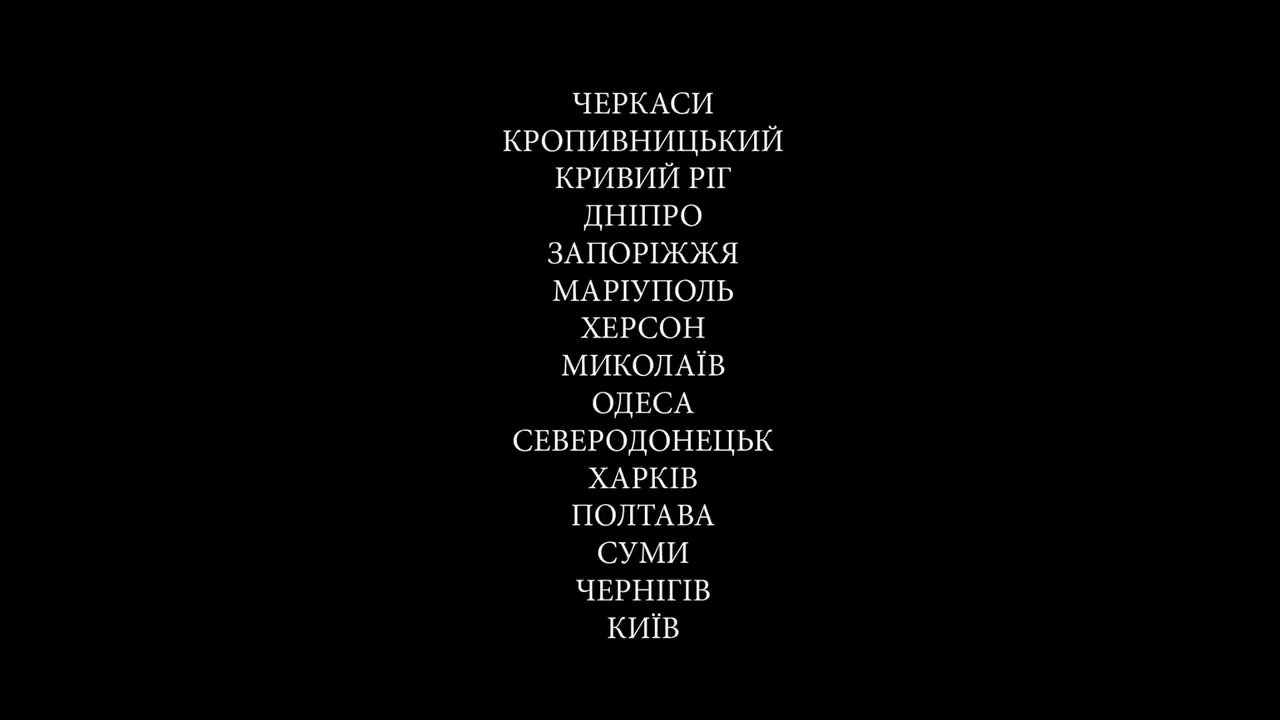 ЧЕРКАСИ
КРОПИВНИЦЬКИЙ
КРИВИЙ РІГ
ДНІПРО
ЗАПОРІЖЖЯ
МАРІУПОЛЬ
ХЕРСОН
МИКОЛАЇВ
ОДЕСА
СЕВЕРОДОНЕЦЬК
ХАРКІВ
ПОЛТАВА
СУМИ
ЧЕРНІГІВ
КИЇВ